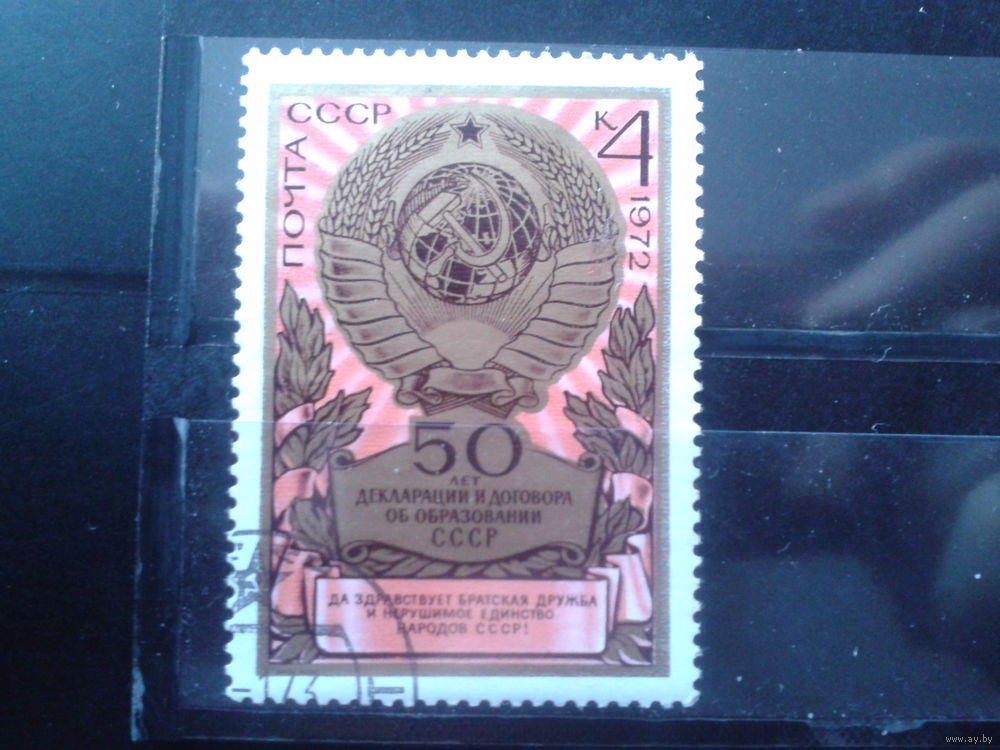 ПОЧТА СССР
К 4
1972
50
ЛЕТ
ДЕКЛАРАЦИИ И ДОГОВОРА
ОБ ОБРАЗОВАНИИ
СССР
ДА ЗДРАВСТВУЕТ БРАТСКАЯ ДРУЖБА
И НЕРУШИМОЕ ЕДИНСТВО
НАРОДОВ СССР!
www.ay.by